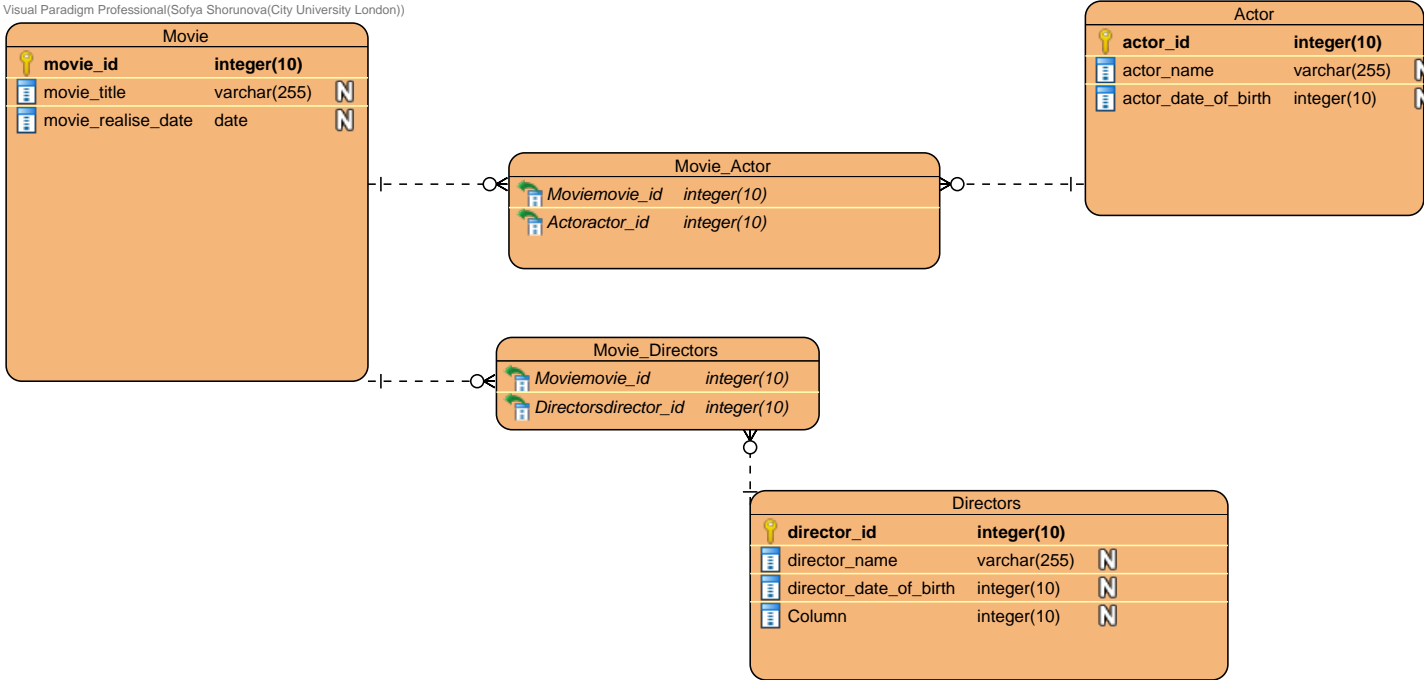 Visual Paradigm Professional(Sofya Shorunova(City University London))
Movie
movie_id integer(10)
movie_title varchar(255) N
movie_realise_date date N
Actor
actor_id integer(10)
actor_name varchar(255) N
actor_date_of_birth integer(10) N
Movie_Actor
Moviemovie_id integer(10)
Actoractor_id integer(10)
Movie_Directors
Moviemovie_id integer(10)
Directorsdirector_id integer(10)
Directors
director_id integer(10)
director_name varchar(255) N
director_date_of_birth integer(10) N
Column integer(10) N